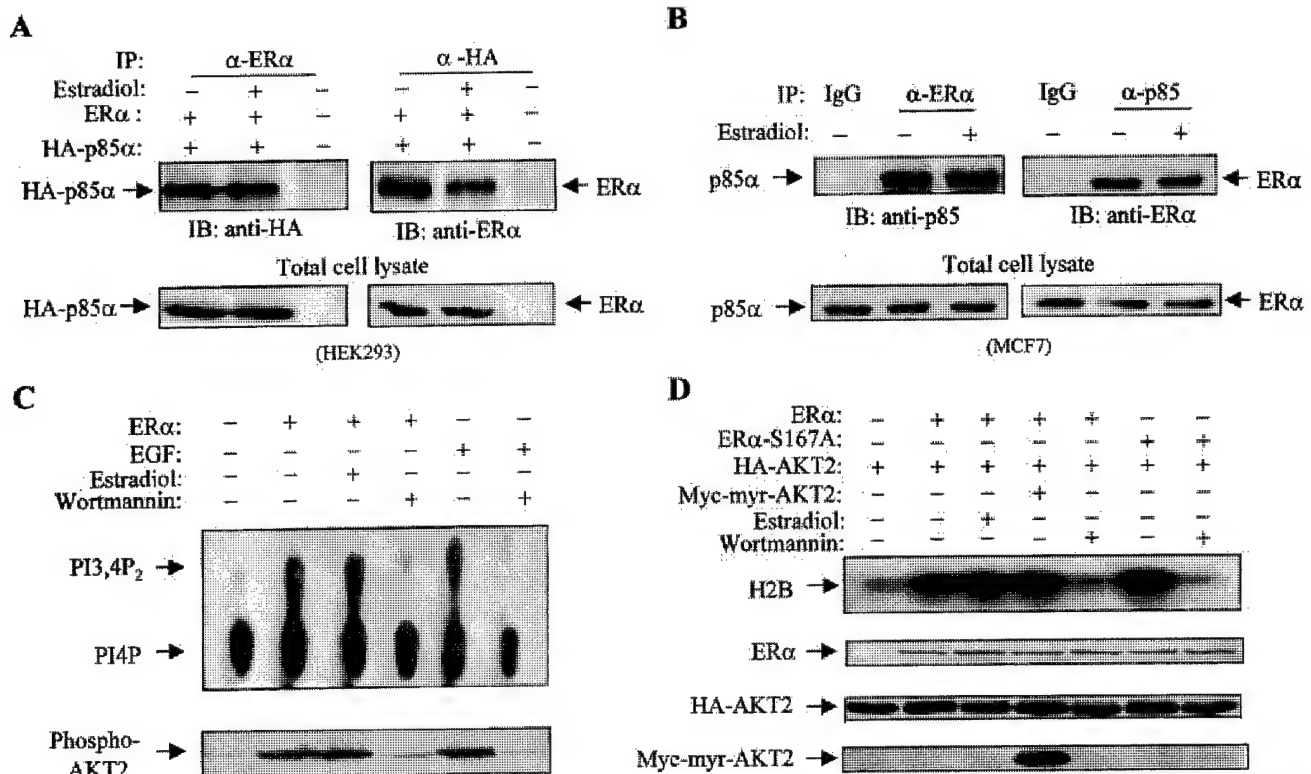 A
IP: α-ERα α -HA
Estradiol: − + − − + −
ERα : + + − + + −
HA-p85α: + + − + + −
HA-p85α ERα
IB: anti-HA IB: anti-ERα
Total cell lysate
HA-p85α ERα
(HEK293)
B
IP: IgG α-ERα IgG α-p85
Estradiol: − − + − − +
p85α ERα
IB: anti-p85 IB: anti-ERα
Total cell lysate
p85α ERα
(MCF7)
C
ERα: − + + + − −
EGF: − − − − + +
Estradiol: − − + − − −
Wortmannin: − − − + − +
PI3,4P₂
PI4P
Phospho-
AKT2
D
ERα: − + + + + − −
ERα-S167A: − − − − − + +
HA-AKT2: + + + + + + +
Myc-myr-AKT2: − − − + − − −
Estradiol: − − + − − − −
Wortmannin: − − − − + − +
H2B
ERα
HA-AKT2
Myc-myr-AKT2